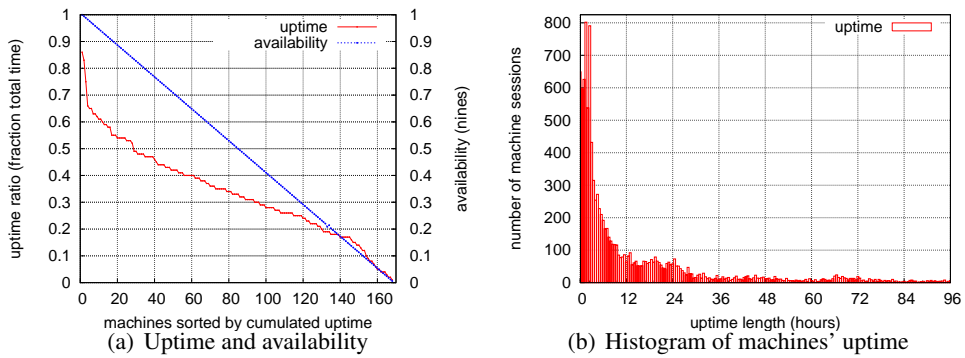 uptime
availability
1
0.9
0.8
0.7
0.6
0.5
0.4
0.3
0.2
0.1
0
uptime ratio (fraction total time)
0 20 40 60 80 100 120 140 160
machines sorted by cumulated uptime
1
0.9
0.8
0.7
0.6
0.5
0.4
0.3
0.2
0.1
0
availability (nines)
(a) Uptime and availability
uptime
800
700
600
500
400
300
200
100
0
number of machine sessions
0 12 24 36 48 60 72 84 96
uptime length (hours)
(b) Histogram of machines’ uptime